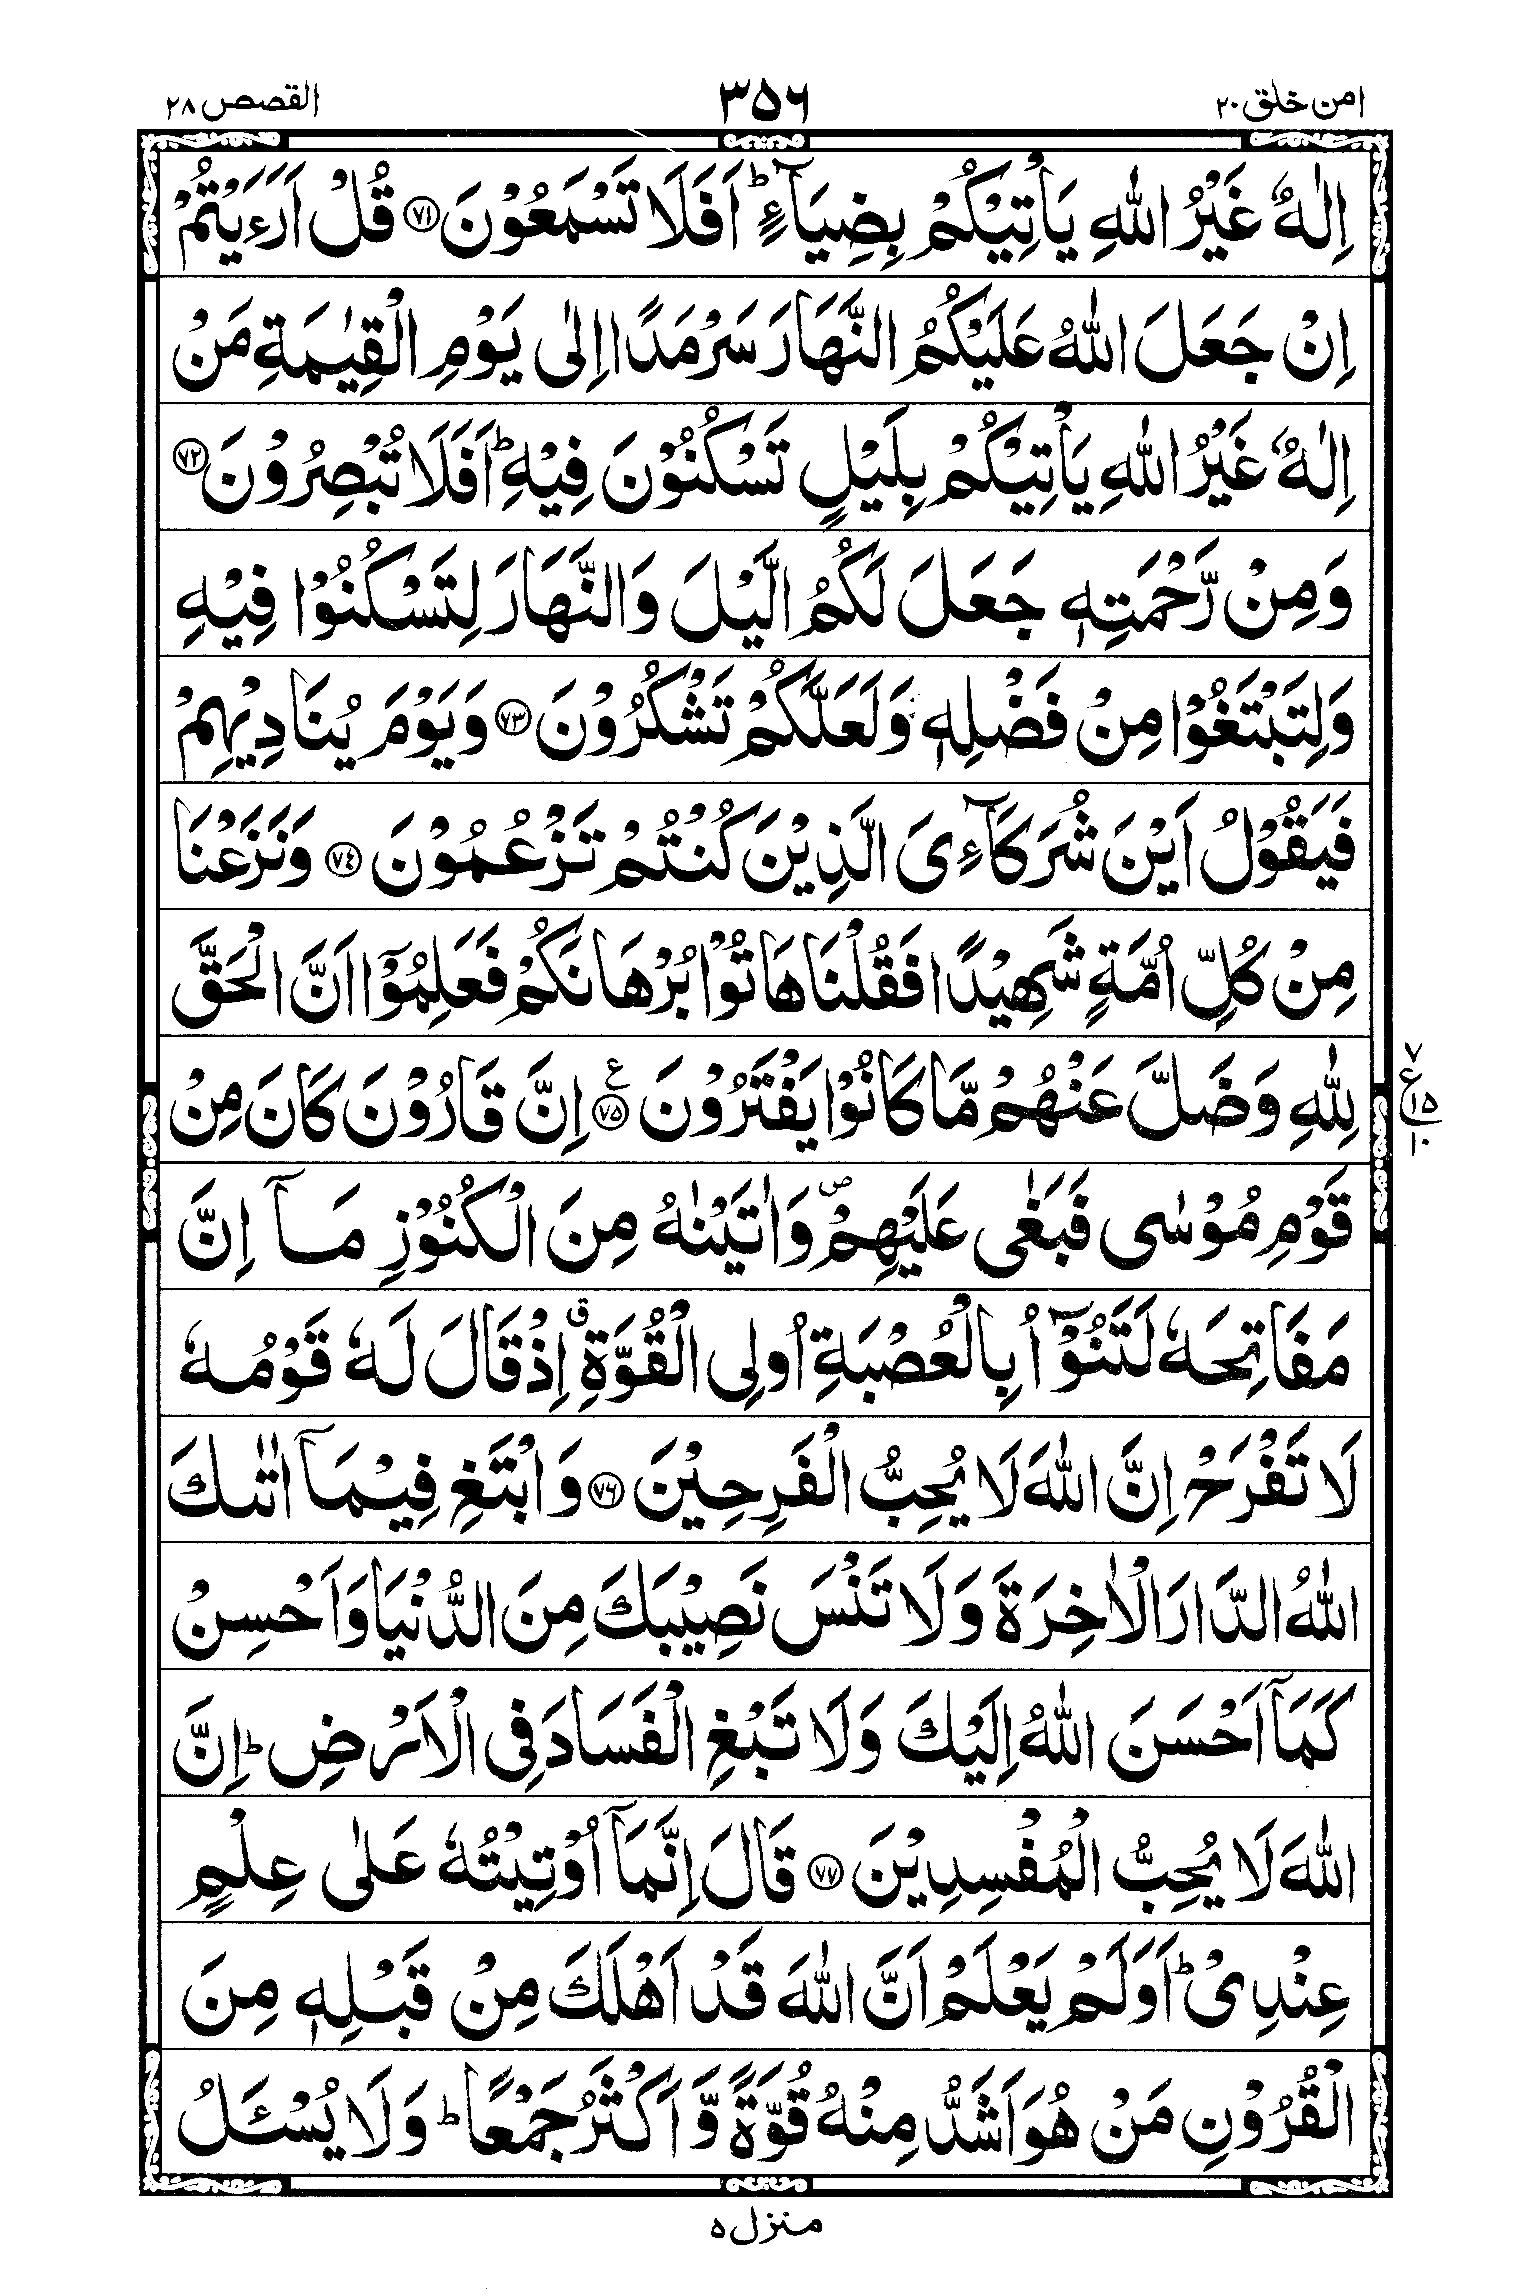 امن خلق ۲۰
۳۵۶
القصص ۲۸
اِلٰهٌ غَیْرُ اللّٰهِ یَاْتِیْكُمْ بِضِیَآءٍ ؕ اَفَلَا تَسْمَعُوْنَ ﴿۷۱﴾ قُلْ اَرَءَیْتُمْ
اِنْ جَعَلَ اللّٰهُ عَلَیْكُمُ النَّهَارَ سَرْمَدًا اِلٰى یَوْمِ الْقِیٰمَةِ مَنْ
اِلٰهٌ غَیْرُ اللّٰهِ یَاْتِیْكُمْ بِلَیْلٍ تَسْكُنُوْنَ فِیْهِ ؕ اَفَلَا تُبْصِرُوْنَ ﴿۷۲﴾
وَ مِنْ رَّحْمَتِهٖ جَعَلَ لَكُمُ الَّیْلَ وَ النَّهَارَ لِتَسْكُنُوْا فِیْهِ
وَ لِتَبْتَغُوْا مِنْ فَضْلِهٖ وَ لَعَلَّكُمْ تَشْكُرُوْنَ ﴿۷۳﴾ وَ یَوْمَ یُنَادِیْهِمْ
فَیَقُوْلُ اَیْنَ شُرَكَآءِیَ الَّذِیْنَ كُنْتُمْ تَزْعُمُوْنَ ﴿۷۴﴾ وَ نَزَعْنَا
مِنْ كُلِّ اُمَّةٍ شَهِیْدًا فَقُلْنَا هَاتُوْا بُرْهَانَكُمْ فَعَلِمُوْۤا اَنَّ الْحَقَّ
لِلّٰهِ وَ ضَلَّ عَنْهُمْ مَّا كَانُوْا یَفْتَرُوْنَ ﴿۷۵﴾ ع اِنَّ قَارُوْنَ كَانَ مِنْ
۷ ع ۱۵ ۱۰
قَوْمِ مُوْسٰى فَبَغٰى عَلَیْهِمْ ۪ وَ اٰتَیْنٰهُ مِنَ الْكُنُوْزِ مَاۤ اِنَّ
مَفَاتِحَهٗ لَتَنُوْٓاُ بِالْعُصْبَةِ اُولِی الْقُوَّةِ ۗ اِذْ قَالَ لَهٗ قَوْمُهٗ
لَا تَفْرَحْ اِنَّ اللّٰهَ لَا یُحِبُّ الْفَرِحِیْنَ ﴿۷۶﴾ وَ ابْتَغِ فِیْمَاۤ اٰتٰىكَ
اللّٰهُ الدَّارَ الْاٰخِرَةَ وَ لَا تَنْسَ نَصِیْبَكَ مِنَ الدُّنْیَا وَ اَحْسِنْ
كَمَاۤ اَحْسَنَ اللّٰهُ اِلَیْكَ وَ لَا تَبْغِ الْفَسَادَ فِی الْاَرْضِ ؕ اِنَّ
اللّٰهَ لَا یُحِبُّ الْمُفْسِدِیْنَ ﴿۷۷﴾ قَالَ اِنَّمَاۤ اُوْتِیْتُهٗ عَلٰى عِلْمٍ
عِنْدِیْ ؕ اَوَ لَمْ یَعْلَمْ اَنَّ اللّٰهَ قَدْ اَهْلَكَ مِنْ قَبْلِهٖ مِنَ
الْقُرُوْنِ مَنْ هُوَ اَشَدُّ مِنْهُ قُوَّةً وَّ اَكْثَرُ جَمْعًا ؕ وَ لَا یُسْـَٔلُ
منزل ۵